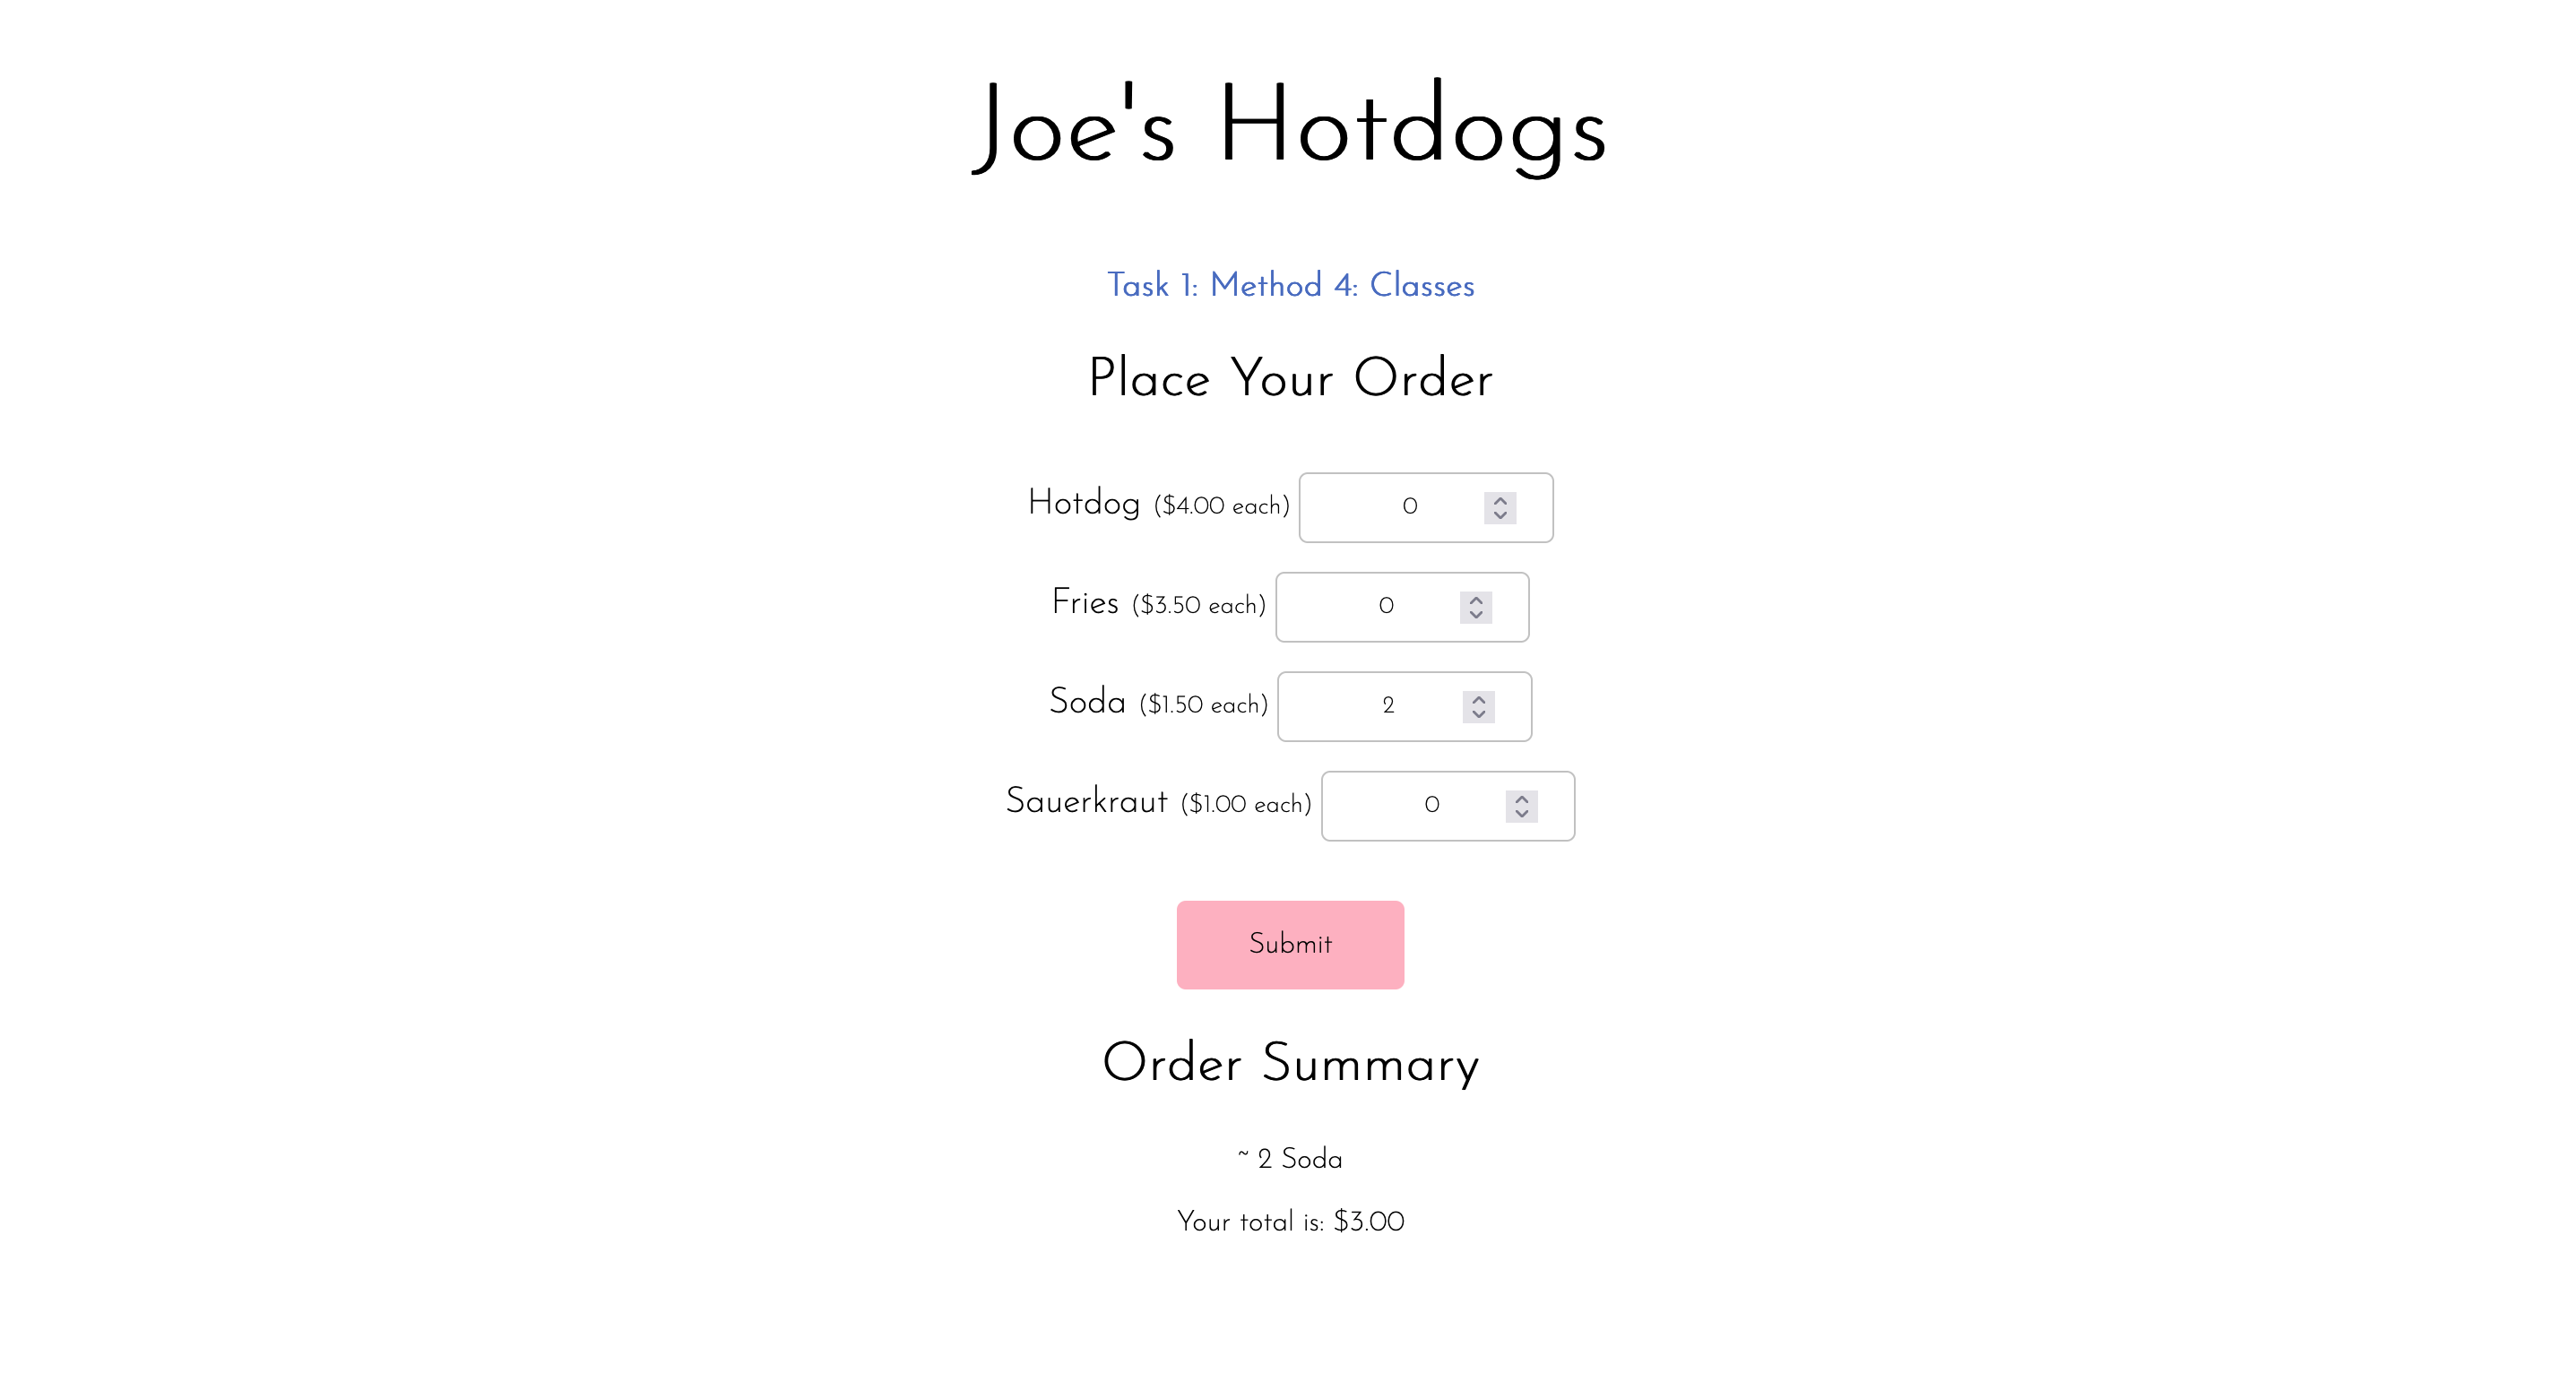 Joe's Hotdogs
Task 1: Method 4: Classes
Place Your Order
Hotdog ($4.00 each) 0
Fries ($3.50 each) 0
Soda ($1.50 each) 2
Sauerkraut ($1.00 each) 0
Submit
Order Summary
~ 2 Soda
Your total is: $3.00